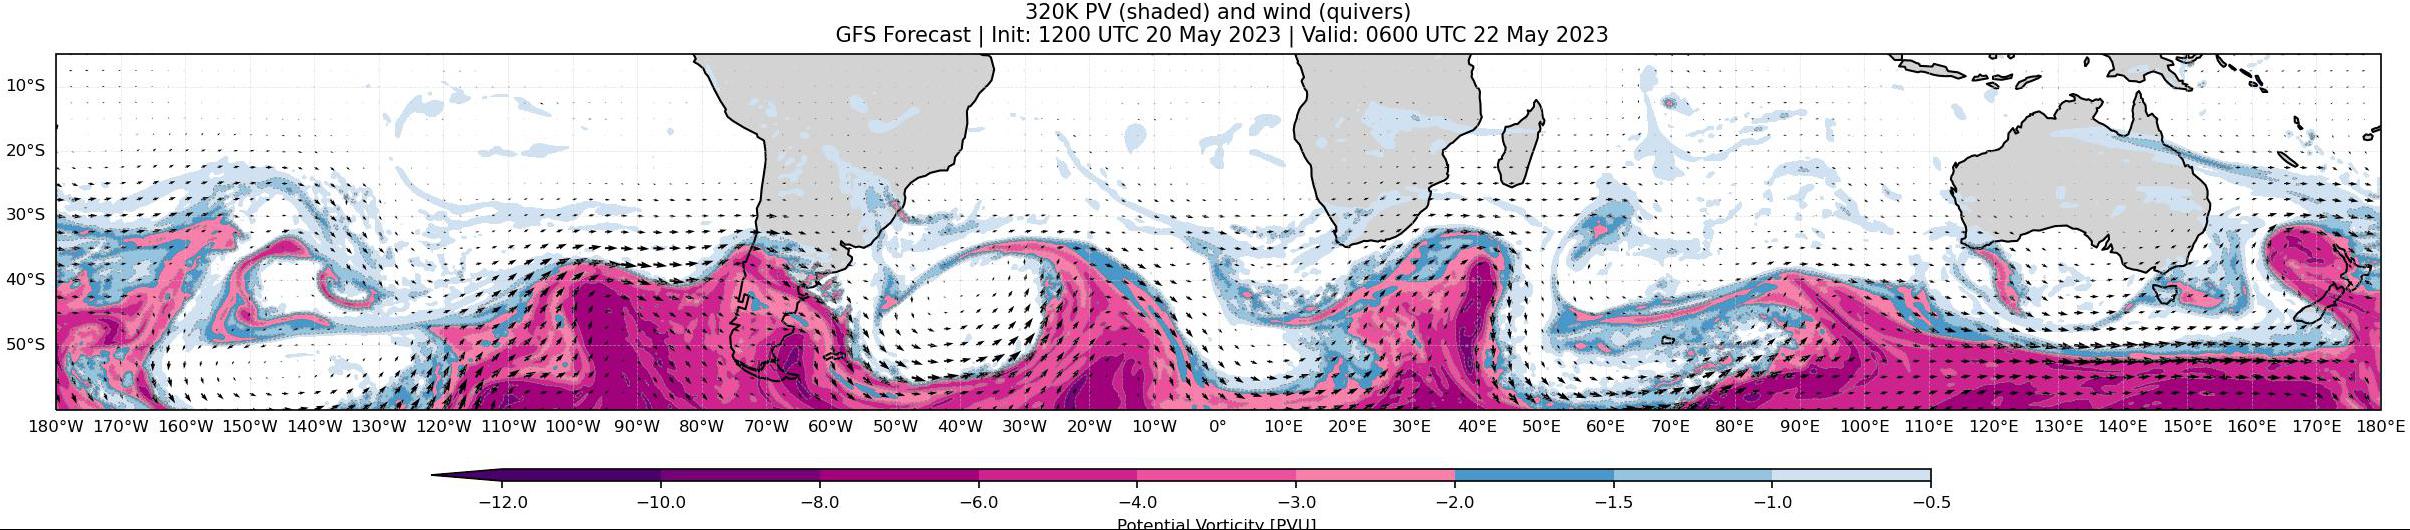 320K PV (shaded) and wind (quivers)
GFS Forecast | Init: 1200 UTC 20 May 2023 | Valid: 0600 UTC 22 May 2023
10°S
20°S
30°S
40°S
50°S
180°W 170°W 160°W 150°W 140°W 130°W 120°W 110°W 100°W 90°W 80°W 70°W 60°W 50°W 40°W 30°W 20°W 10°W 0° 10°E 20°E 30°E 40°E 50°E 60°E 70°E 80°E 90°E 100°E 110°E 120°E 130°E 140°E 150°E 160°E 170°E 180°E
−12.0 −10.0 −8.0 −6.0 −4.0 −3.0 −2.0 −1.5 −1.0 −0.5
Potential Vorticity [PVU]